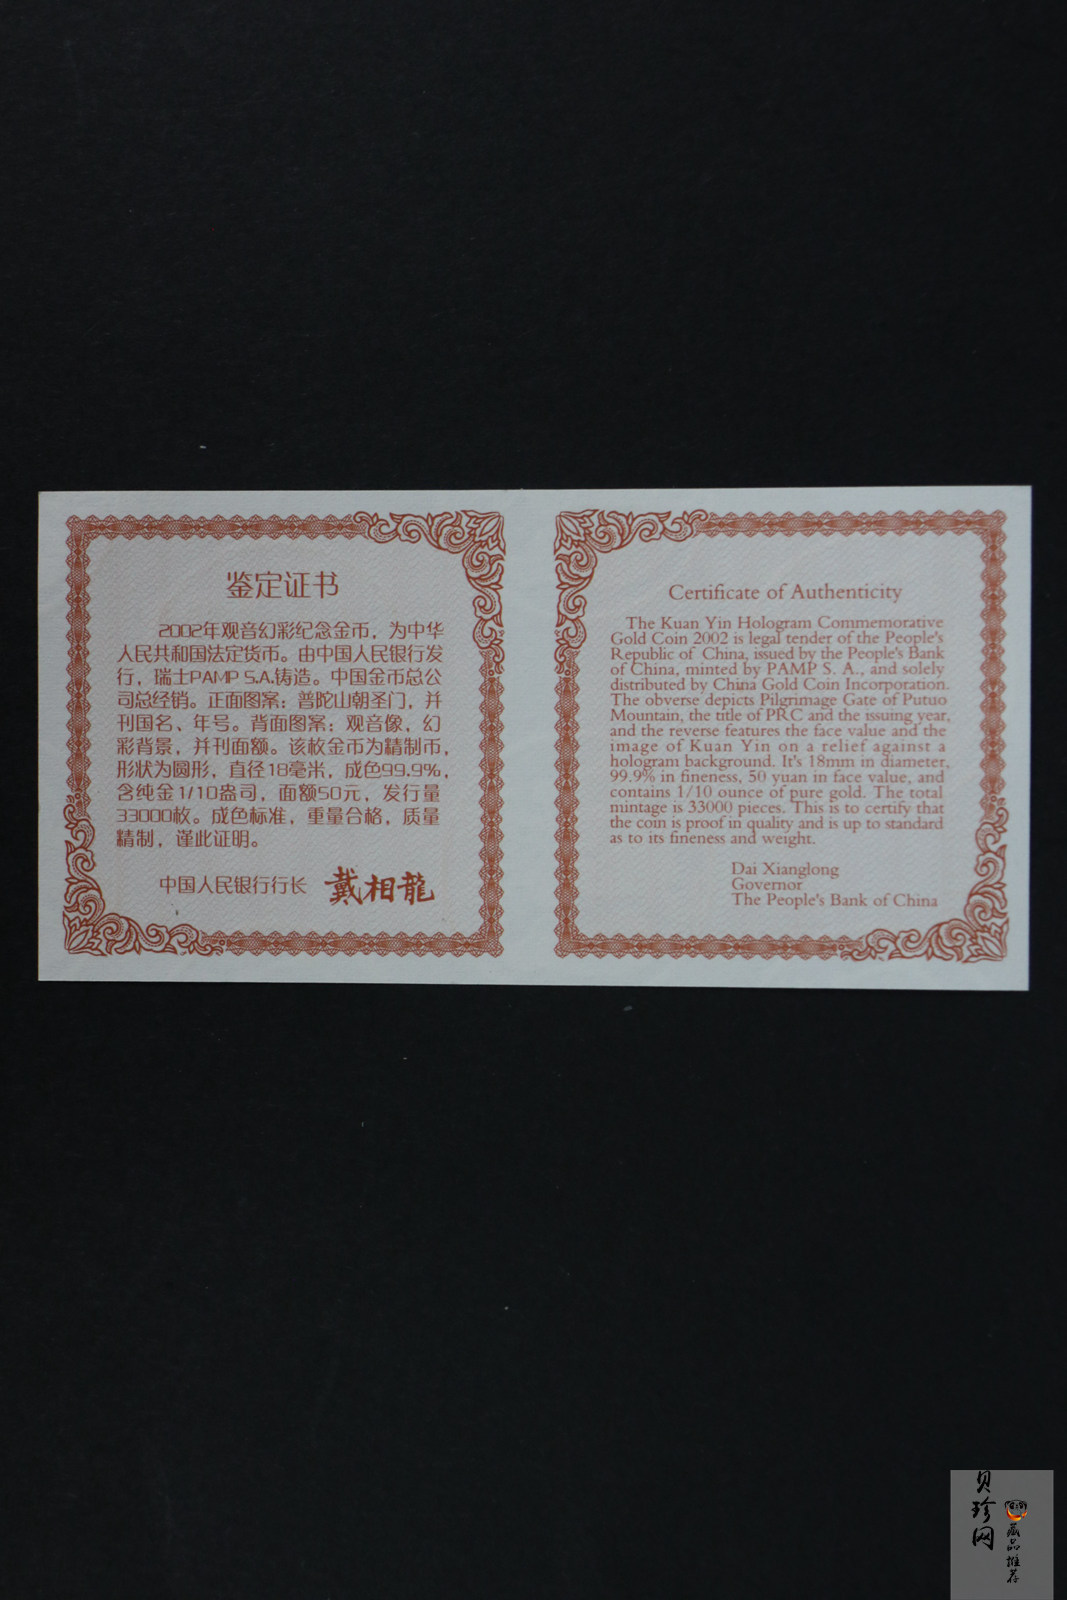 鉴定证书
2002年观音幻彩纪念金币，为中华
人民共和国法定货币。由中国人民银行发
行，瑞士PAMP S.A.铸造。中国金币总公
司总经销。正面图案：普陀山朝圣门，并
刊国名、年号。背面图案：观音像，幻
彩背景，并刊面额。该枚金币为精制币，
形状为圆形，直径18毫米，成色99.9%，
含纯金1/10盎司，面额50元，发行量
33000枚。成色标准，重量合格，质量
精制，谨此证明。
中国人民银行行长 戴相龍
Certificate of Authenticity
The Kuan Yin Hologram Commemorative
Gold Coin 2002 is legal tender of the People's
Republic of China, issued by the People's Bank
of China, minted by PAMP S. A., and solely
distributed by China Gold Coin Incorporation.
The obverse depicts Pilgrimage Gate of Putuo
Mountain, the title of PRC and the issuing year,
and the reverse features the face value and the
image of Kuan Yin on a relief against a
hologram background. It's 18mm in diameter,
99.9% in fineness, 50 yuan in face value, and
contains 1/10 ounce of pure gold. The total
mintage is 33000 pieces. This is to certify that
the coin is proof in quality and is up to standard
as to its fineness and weight.
Dai Xianglong
Governor
The People's Bank of China
贝珍网
藏品推荐